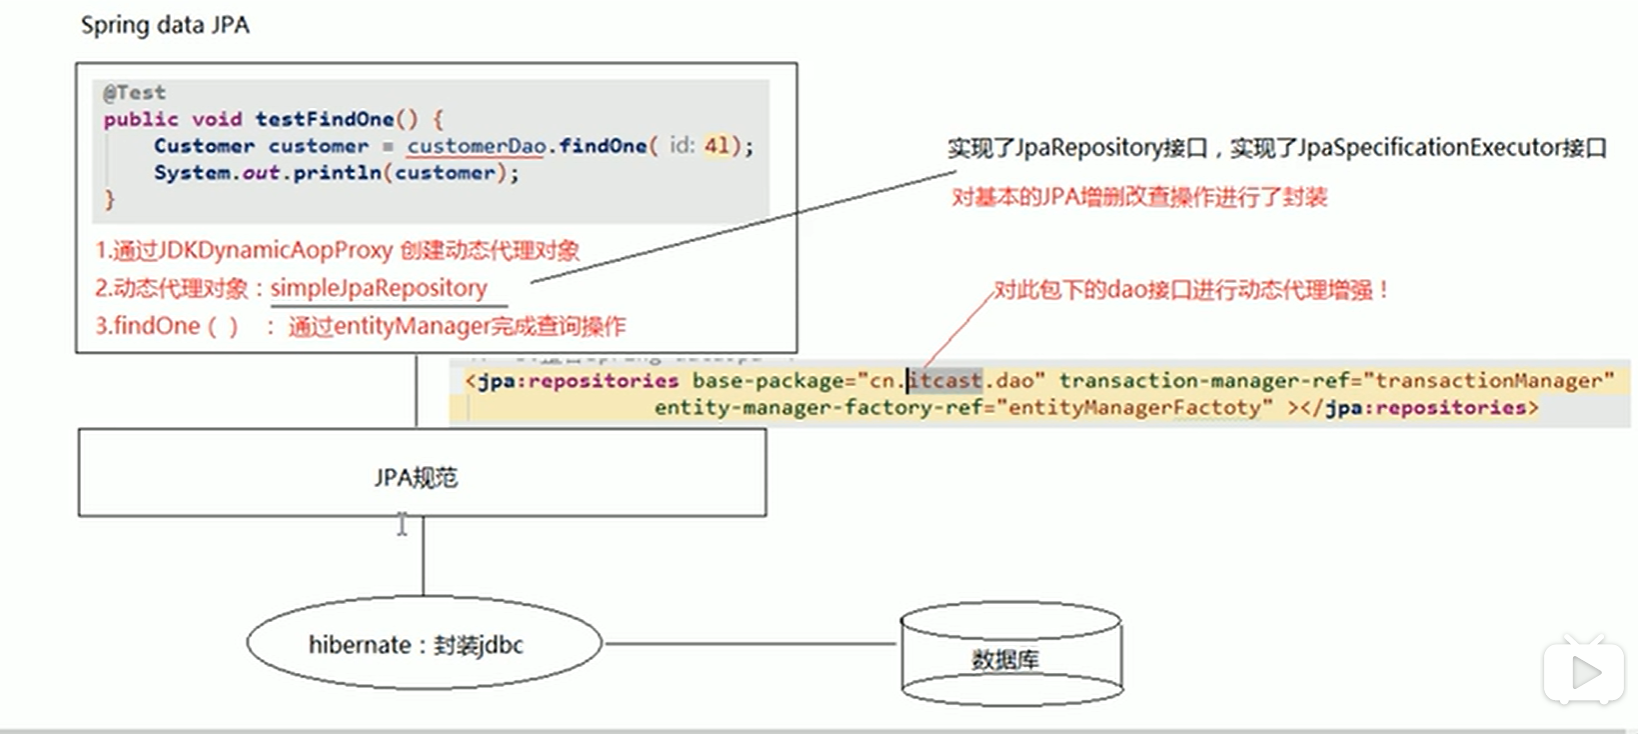 Spring data JPA
@Test
public void testFindOne() {
Customer customer = customerDao.findOne( id: 4l);
System.out.println(customer);
}
1.通过JDKDynamicAopProxy 创建动态代理对象
2.动态代理对象：simpleJpaRepository
3.findOne（ ） ： 通过entityManager完成查询操作
实现了JpaRepository接口，实现了JpaSpecificationExecutor接口
对基本的JPA增删改查操作进行了封装
对此包下的dao接口进行动态代理增强！
<jpa:repositories base-package="cn.itcast.dao" transaction-manager-ref="transactionManager"
entity-manager-factory-ref="entityManagerFactoty" ></jpa:repositories>
JPA规范
hibernate：封装jdbc
数据库